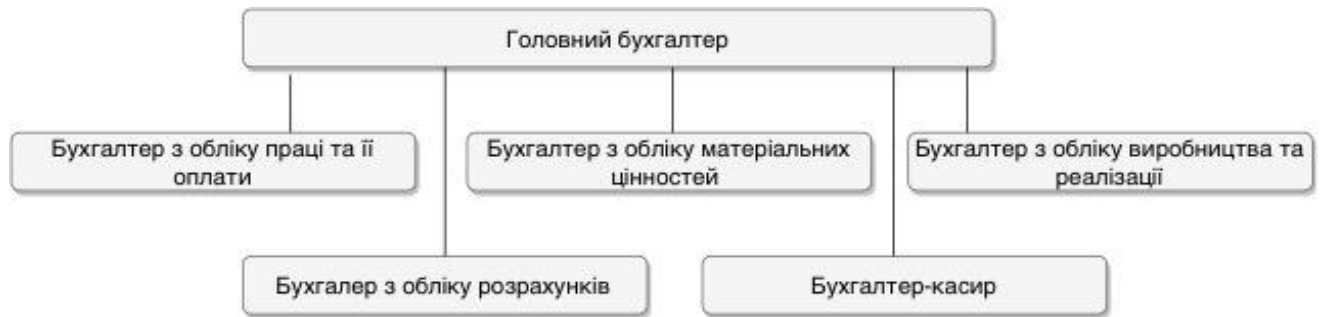 Головний бухгалтер
Бухгалтер з обліку праці та її
оплати
Бухгалтер з обліку матеріальних
цінностей
Бухгалтер з обліку виробництва та
реалізації
Бухгалер з обліку розрахунків
Бухгалтер-касир